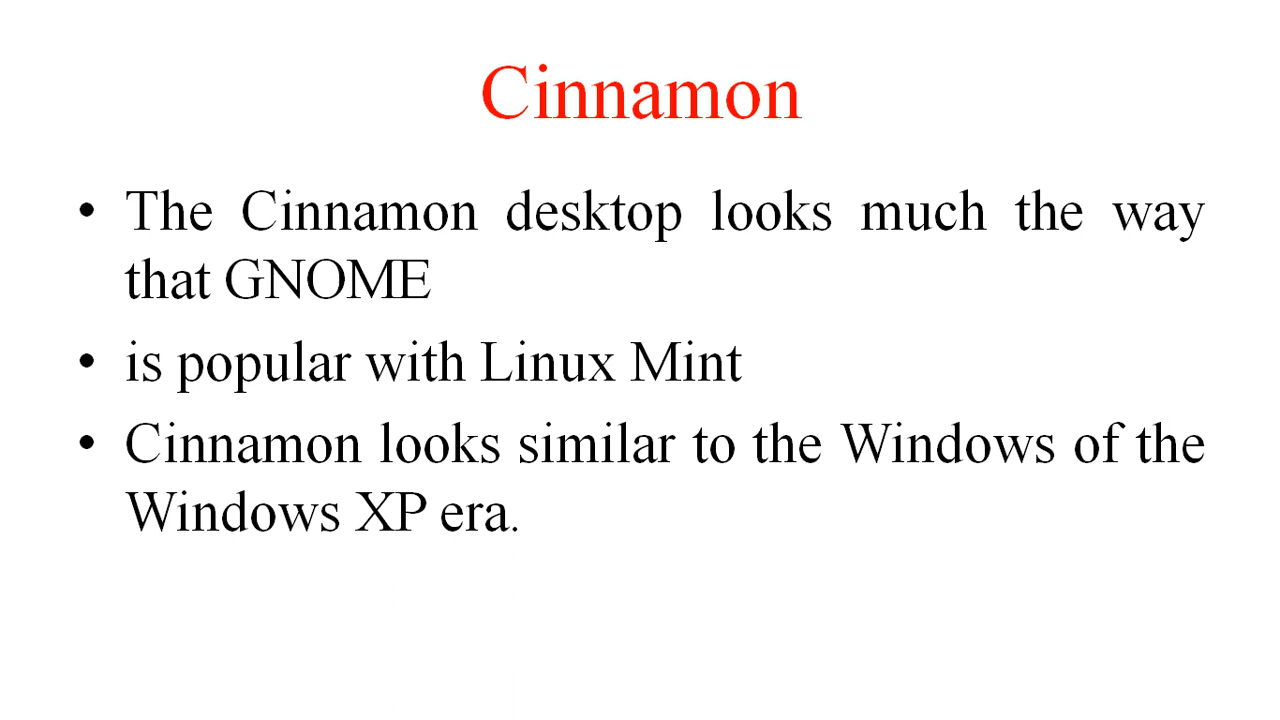 Cinnamon
• The Cinnamon desktop looks much the way
that GNOME
• is popular with Linux Mint
• Cinnamon looks similar to the Windows of the
Windows XP era.